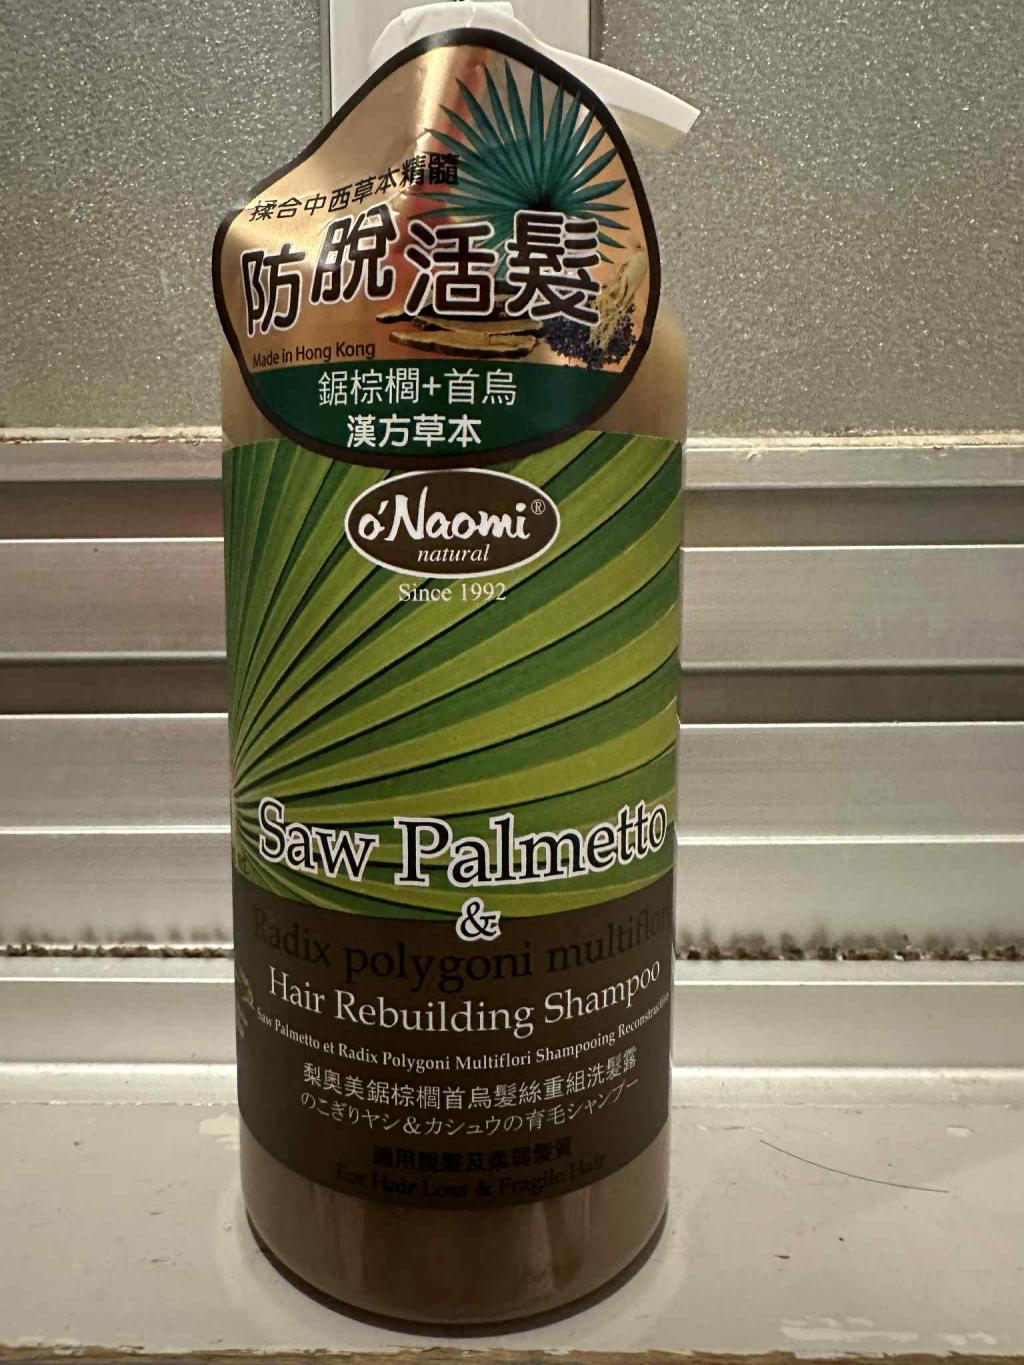 揉合中西草本精髓
防脫活髮
Made in Hong Kong
鋸棕櫚+首烏
漢方草本
o'Naomi®
natural
Since 1992
Saw Palmetto
&
Radix polygoni multiflori
Hair Rebuilding Shampoo
Saw Palmetto et Radix Polygoni Multiflori Shampooing Reconstruction
梨奧美鋸棕櫚首烏髮絲重組洗髮露
のこぎりヤシ&カシュウの育毛シャンプー
適用脫髮及柔弱髮質
For Hair Loss & Fragile Hair